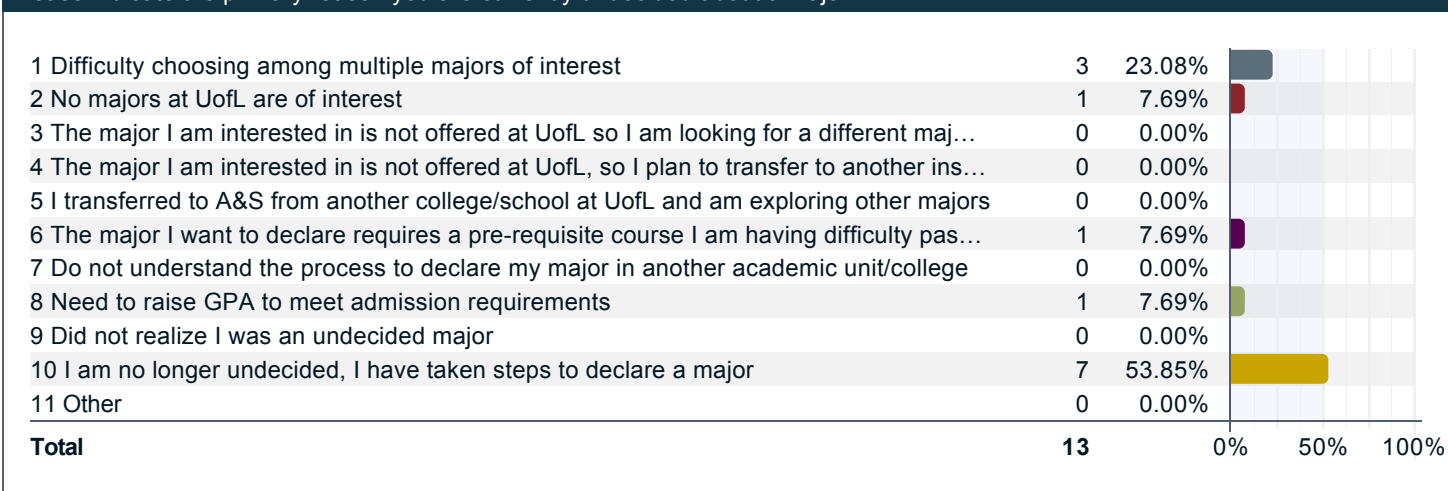 1 Difficulty choosing among multiple majors of interest 3 23.08%
2 No majors at UofL are of interest 1 7.69%
3 The major I am interested in is not offered at UofL so I am looking for a different maj… 0 0.00%
4 The major I am interested in is not offered at UofL, so I plan to transfer to another ins… 0 0.00%
5 I transferred to A&S from another college/school at UofL and am exploring other majors 0 0.00%
6 The major I want to declare requires a pre-requisite course I am having difficulty pas… 1 7.69%
7 Do not understand the process to declare my major in another academic unit/college 0 0.00%
8 Need to raise GPA to meet admission requirements 1 7.69%
9 Did not realize I was an undecided major 0 0.00%
10 I am no longer undecided, I have taken steps to declare a major 7 53.85%
11 Other 0 0.00%
Total 13 0% 50% 100%